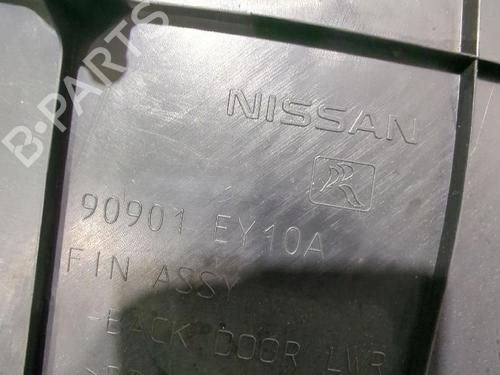 B-PARTS
NISSAN
90901 EY10A
FIN ASSY
-BACK DOOR LWR